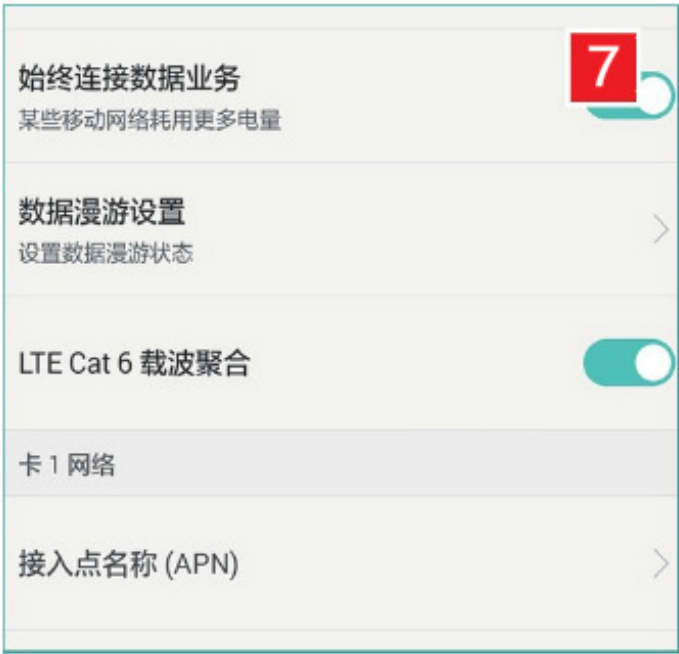 7
始终连接数据业务
某些移动网络耗用更多电量
数据漫游设置
设置数据漫游状态
LTE Cat 6 载波聚合
卡 1 网络
接入点名称 (APN)